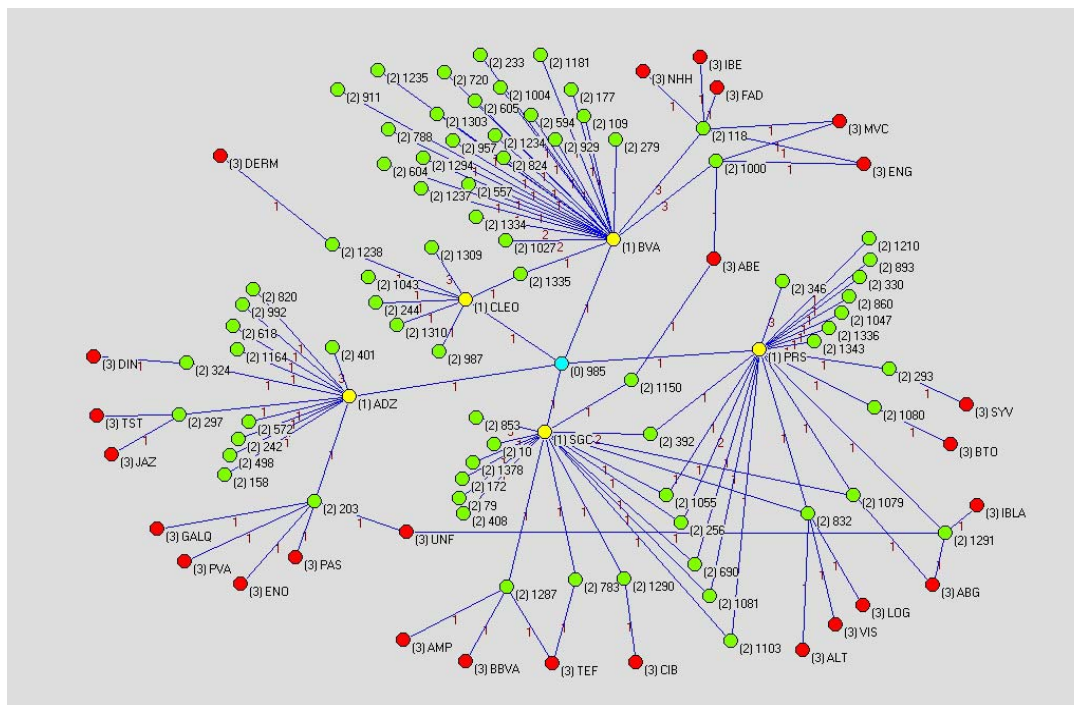 (2) 233
(2) 1181
(3) IBE
(2) 1235
(2) 720
(3) NHH
(2) 911
(2) 1004
(2) 177
(3) FAD
(2) 605
(2) 1303
(2) 594
(2) 109
(3) MVC
(2) 788
(2) 118
(2) 957
(2) 1234
(2) 929
(2) 279
(3) DERM
(2) 1294
(2) 824
(2) 1000
(3) ENG
(2) 604
(2) 1237
(2) 557
(2) 1334
(2) 1027
(1) BVA
(2) 1210
(2) 1238
(2) 1309
(2) 893
(3) ABE
(2) 1335
(2) 330
(2) 1043
(2) 346
(2) 820
(1) CLEO
(2) 860
(2) 992
(2) 244
(2) 1047
(2) 618
(2) 1310
(2) 1336
(2) 1343
(2) 1164
(2) 401
(2) 987
(1) PRS
(3) DIN
(2) 324
(0) 985
(2) 293
(2) 1150
(1) ADZ
(3) SYV
(3) TST
(2) 297
(2) 1080
(2) 572
(2) 853
(1) SGC
(2) 392
(2) 242
(2) 10
(3) BTO
(3) JAZ
(2) 498
(2) 1378
(2) 158
(2) 172
(2) 79
(2) 1055
(2) 1079
(2) 203
(2) 408
(3) IBLA
(2) 256
(2) 832
(3) GALQ
(3) UNF
(2) 1291
(3) PAS
(3) PVA
(2) 690
(3) ENO
(2) 1287
(2) 783
(2) 1290
(3) ABG
(2) 1081
(3) LOG
(3) VIS
(3) AMP
(2) 1103
(3) ALT
(3) BBVA
(3) TEF
(3) CIB